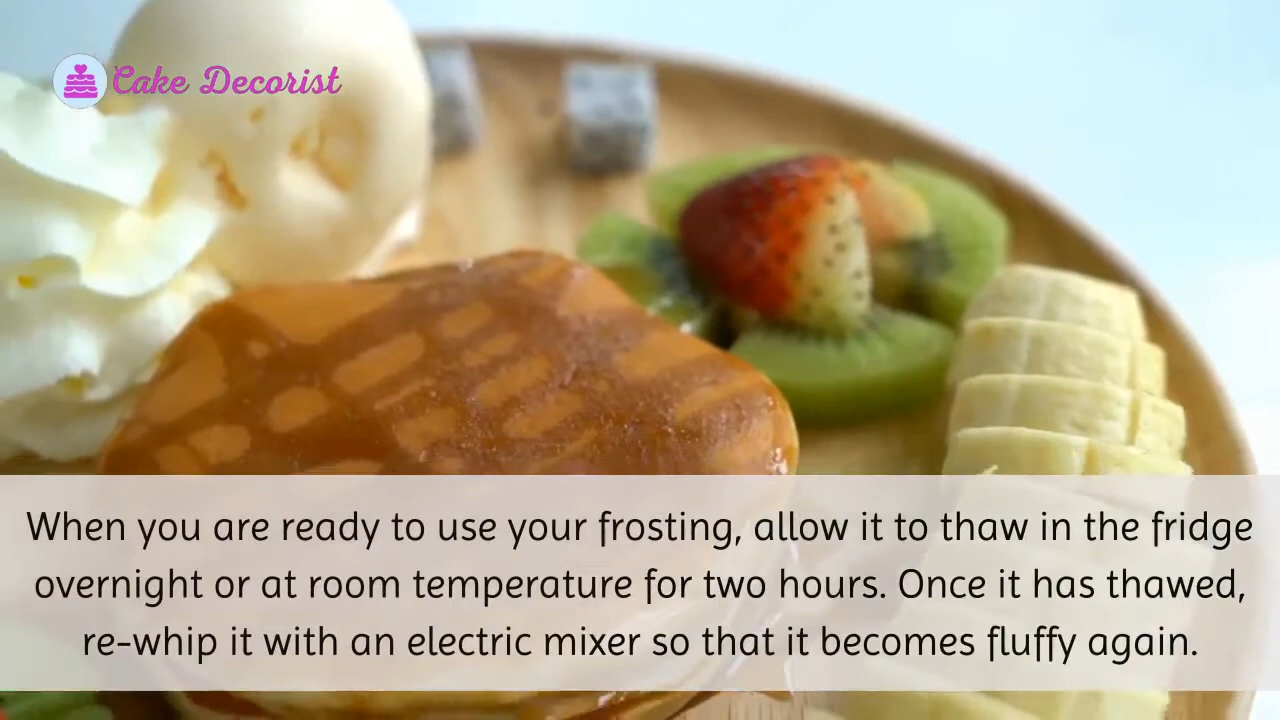 Cake Decorist
When you are ready to use your frosting, allow it to thaw in the fridge
overnight or at room temperature for two hours. Once it has thawed,
re-whip it with an electric mixer so that it becomes fluffy again.